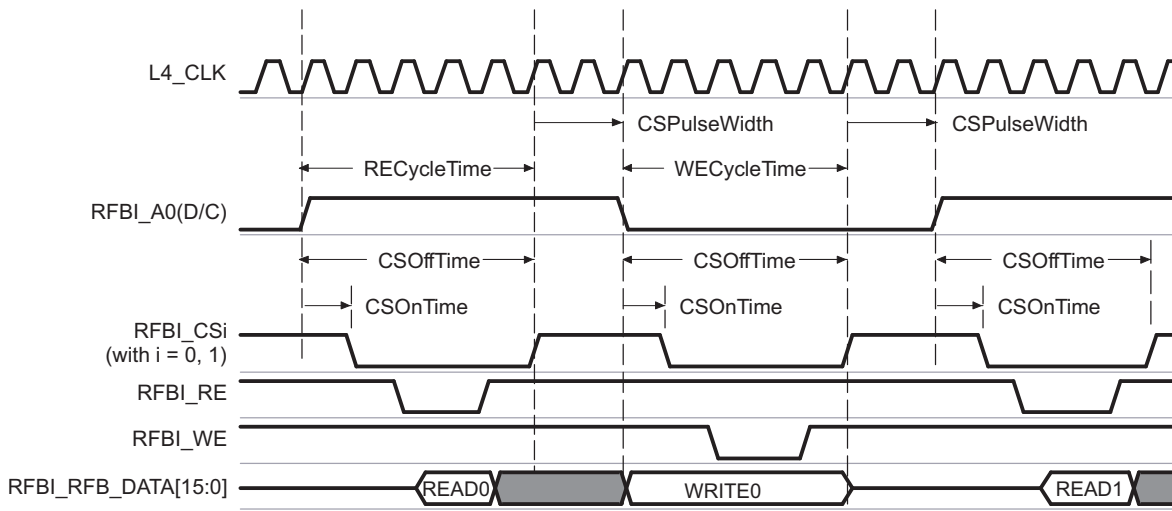 L4_CLK
CSPulseWidth CSPulseWidth
RECycleTime WECycleTime
RFBI_A0(D/C)
CSOffTime CSOffTime CSOffTime
CSOnTime CSOnTime CSOnTime
RFBI_CSi
(with i = 0, 1)
RFBI_RE
RFBI_WE
RFBI_RFB_DATA[15:0] READ0 WRITE0 READ1